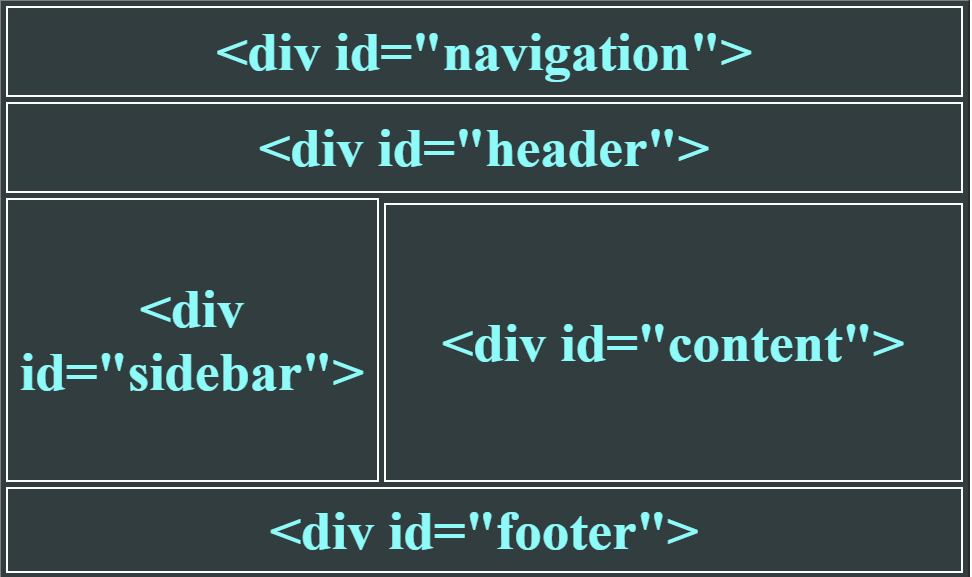 <div id="navigation">
<div id="header">
<div
id="sidebar">
<div id="content">
<div id="footer">